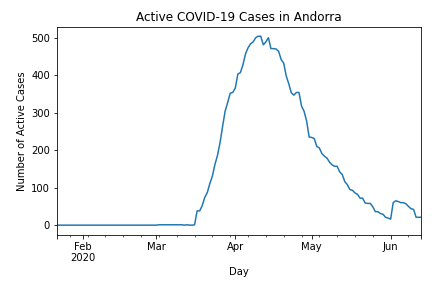 Active COVID-19 Cases in Andorra
Number of Active Cases
500
400
300
200
100
0
Feb
2020
Mar
Apr
May
Jun
Day